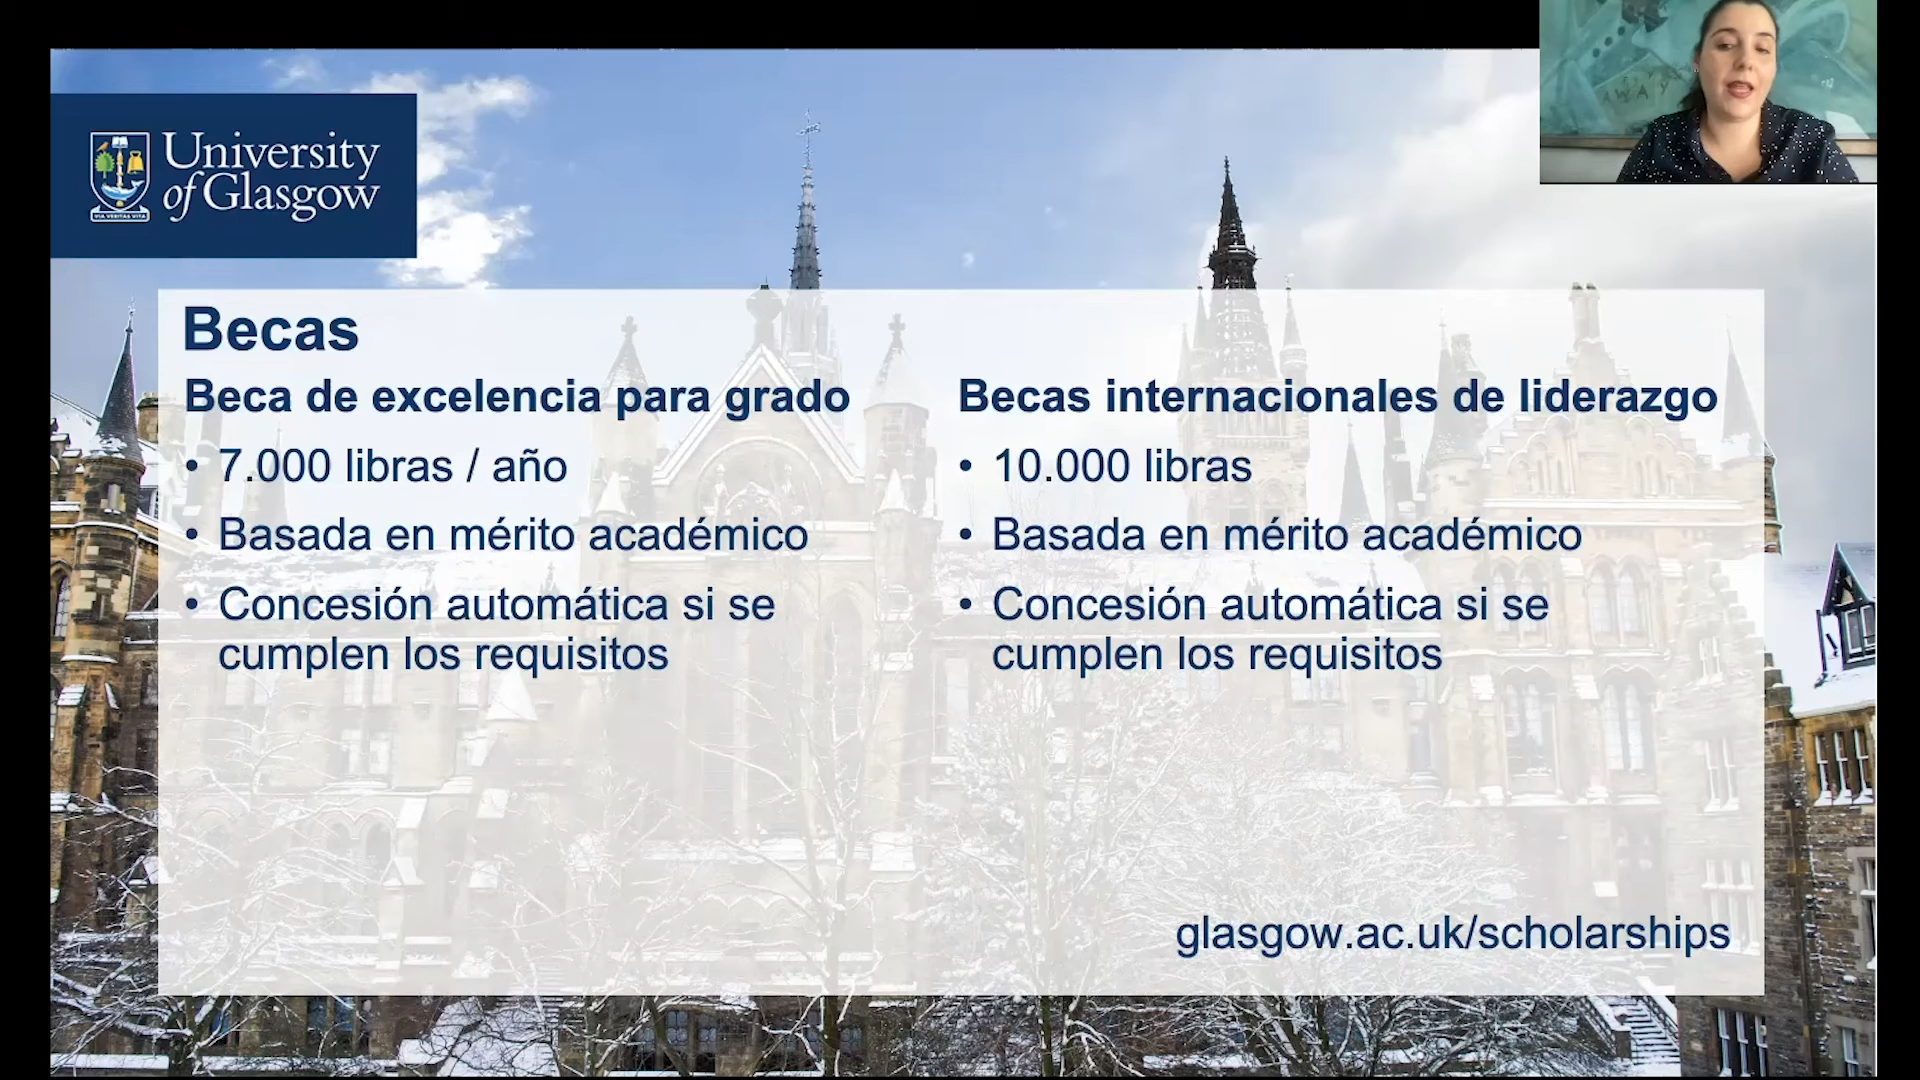 University
of Glasgow
VIA VERITAS VITA
AWAY
Becas
Beca de excelencia para grado
• 7.000 libras / año
• Basada en mérito académico
• Concesión automática si se
cumplen los requisitos
Becas internacionales de liderazgo
• 10.000 libras
• Basada en mérito académico
• Concesión automática si se
cumplen los requisitos
glasgow.ac.uk/scholarships